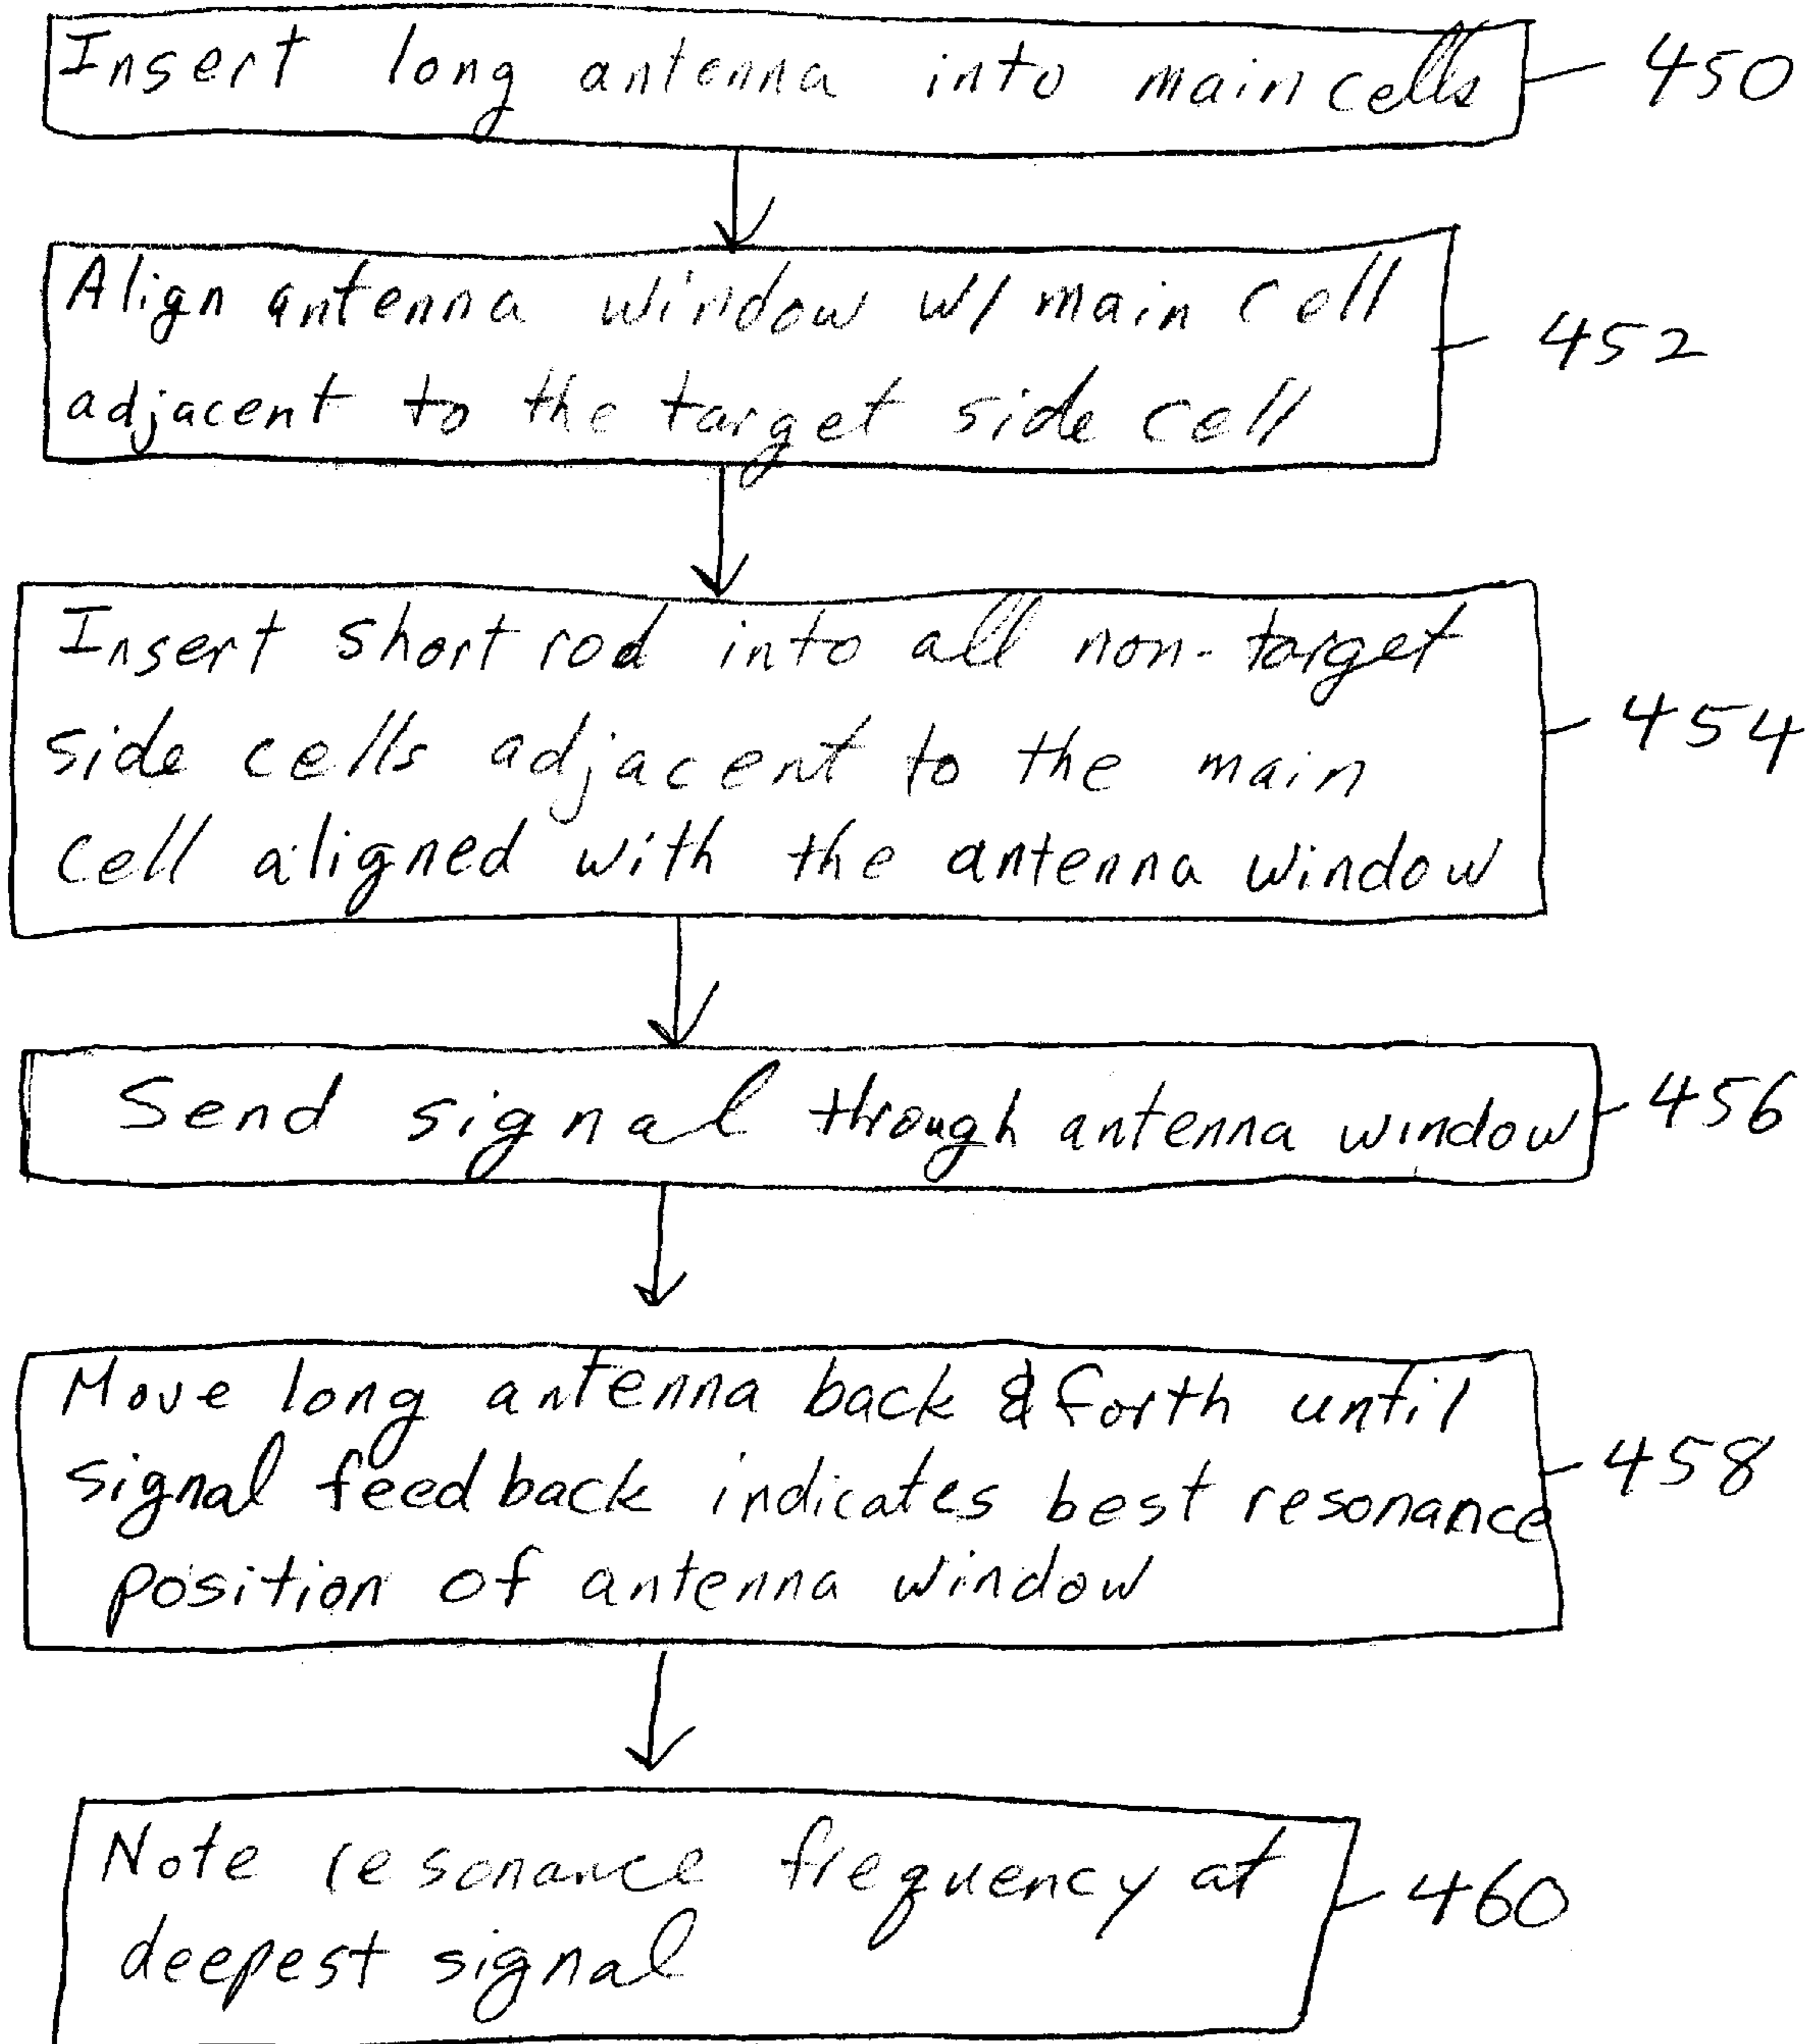 Insert long antenna into main cells 450
Align antenna window w/ main cell
adjacent to the target side cell
452
Insert short rod into all non-target
side cells adjacent to the main
cell aligned with the antenna window
454
Send signal through antenna window 456
Move long antenna back & forth until
signal feedback indicates best resonance
position of antenna window
458
Note resonance frequency at
deepest signal
460